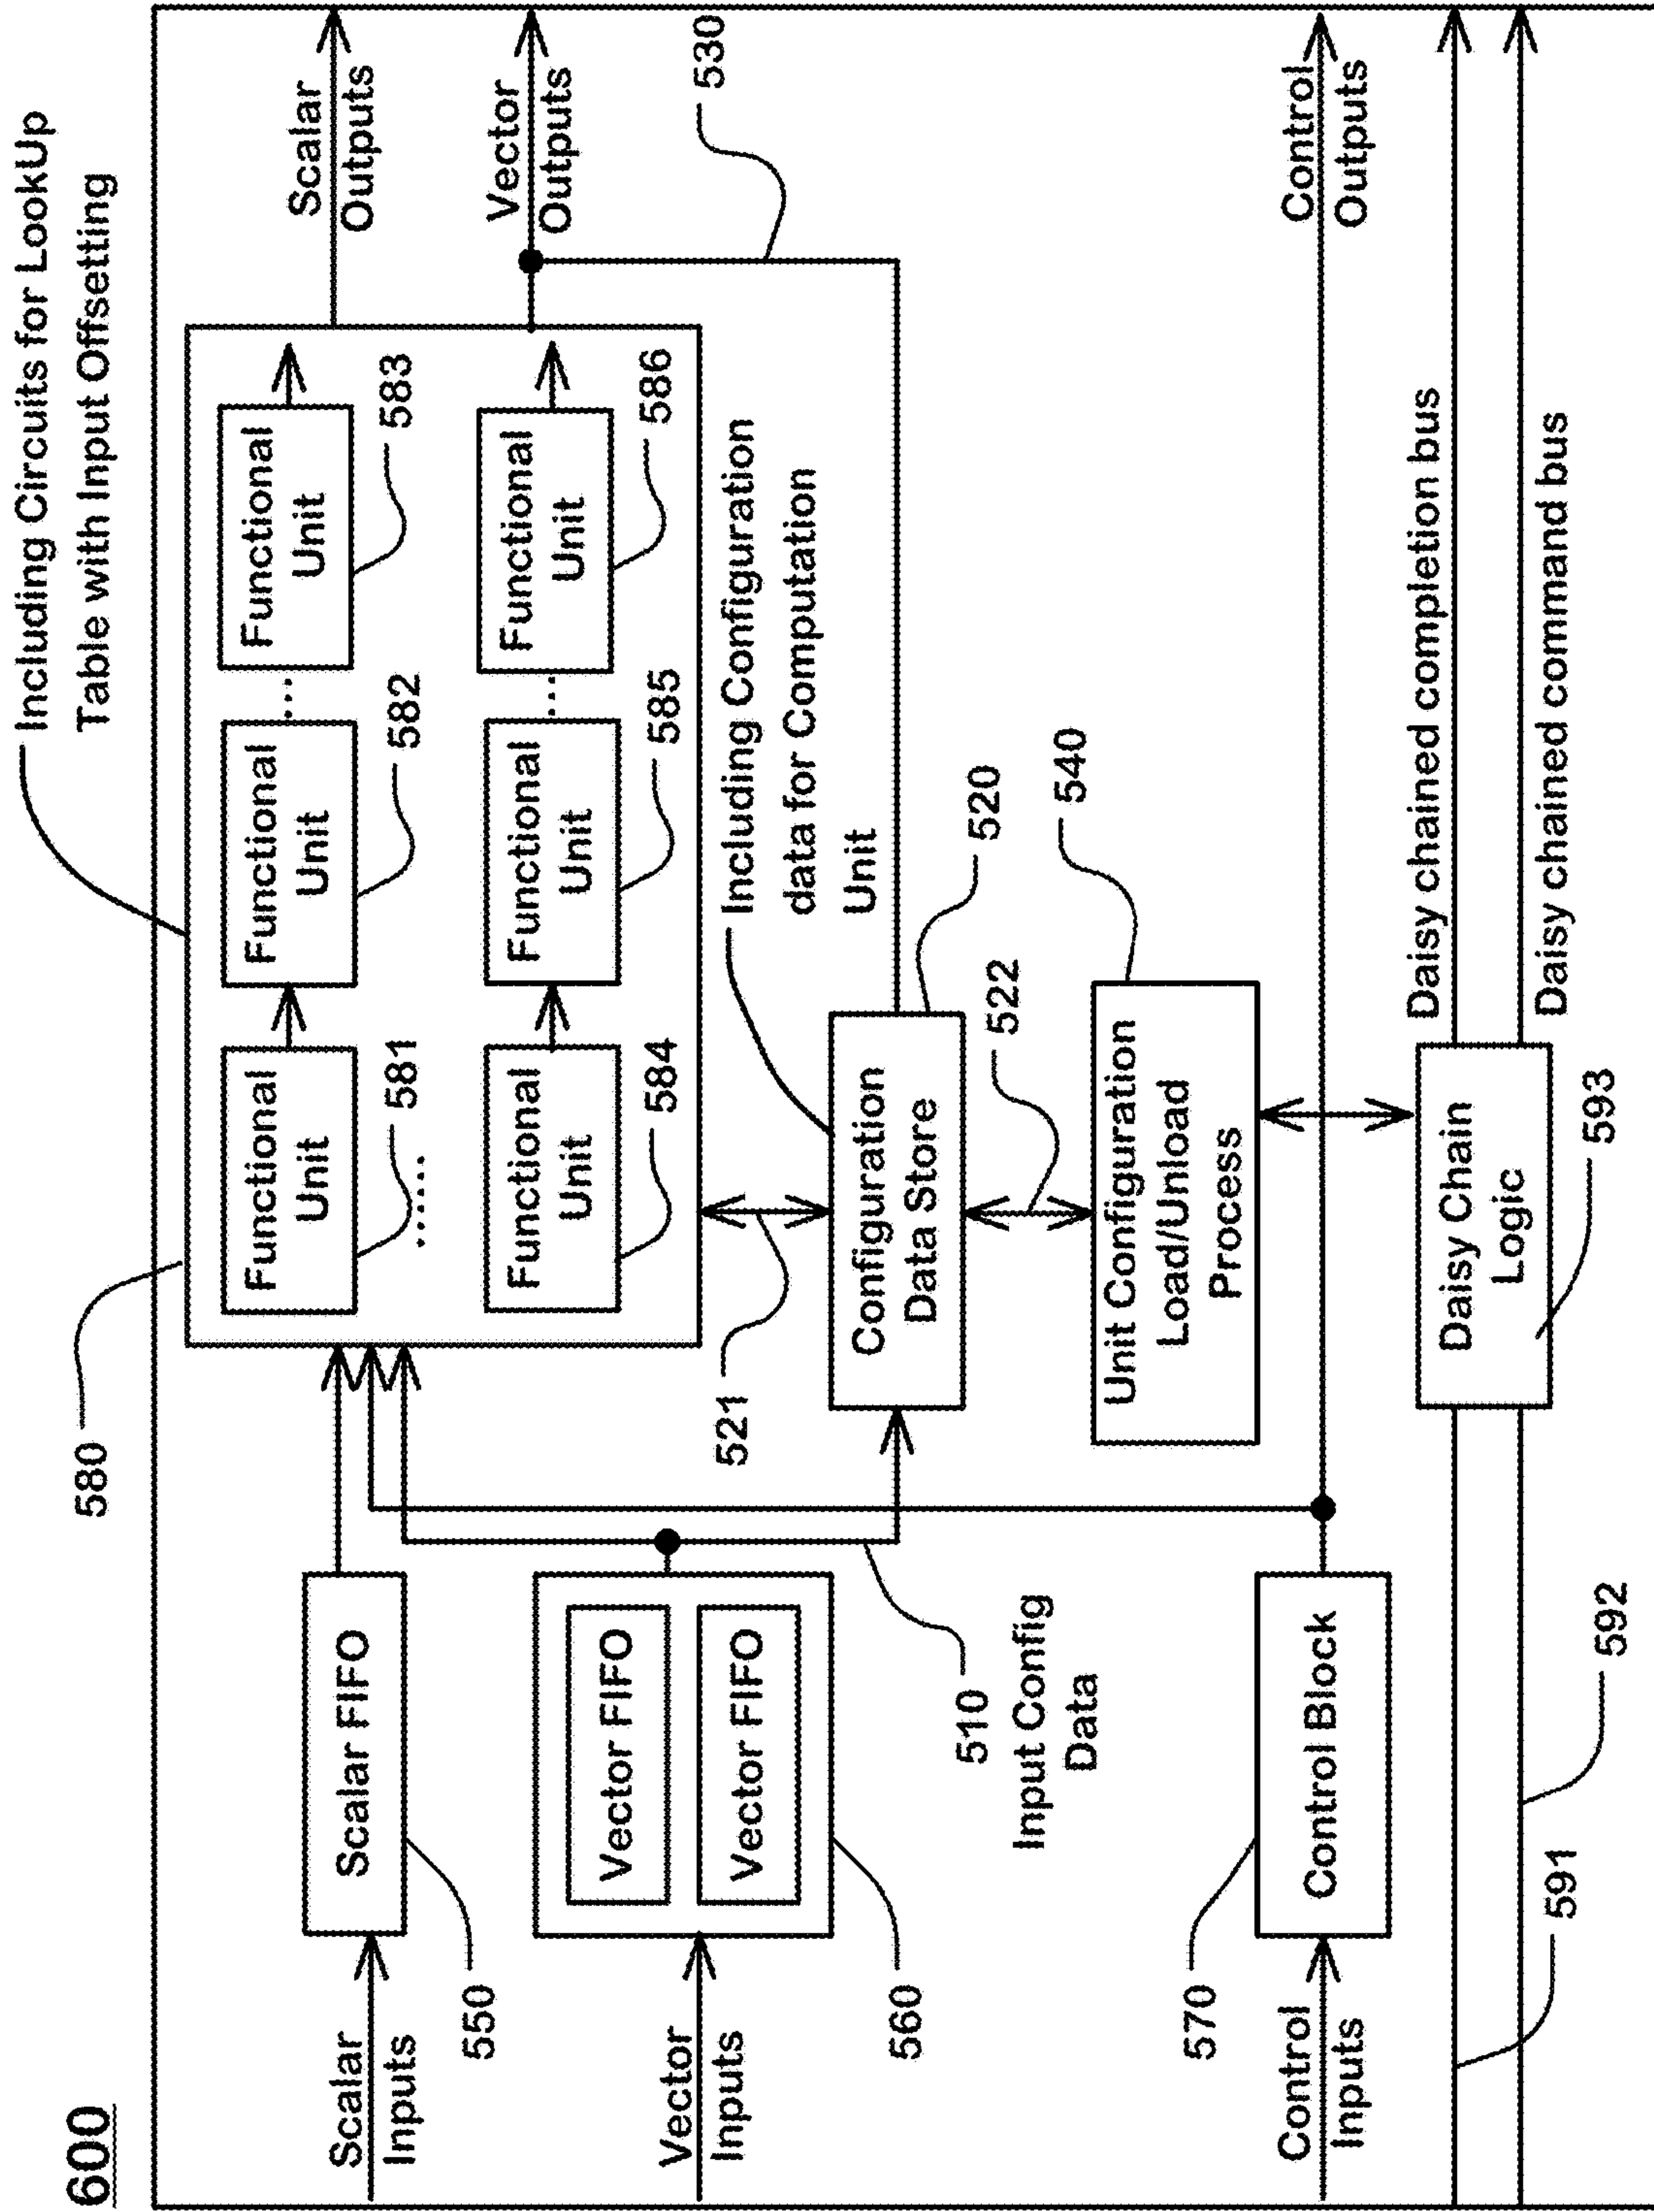 600
Including Circuits for LookUp
Table with Input Offsetting
580
Scalar
Inputs
550
Scalar FIFO
Functional
Unit
581
Functional
Unit
582
....
Functional
Unit
583
Scalar
Outputs
......
Vector
Inputs
560
Vector FIFO
Vector FIFO
Functional
Unit
584
Functional
Unit
585
....
Functional
Unit
586
Vector
Outputs
530
510
Input Config
Data
521
Configuration
Data Store
520
Including Configuration
data for Computation
Unit
522
Unit Configuration
Load/Unload
Process
540
Control
Inputs
570
Control Block
Control
Outputs
591
592
Daisy Chain
Logic
593
Daisy chained completion bus
Daisy chained command bus